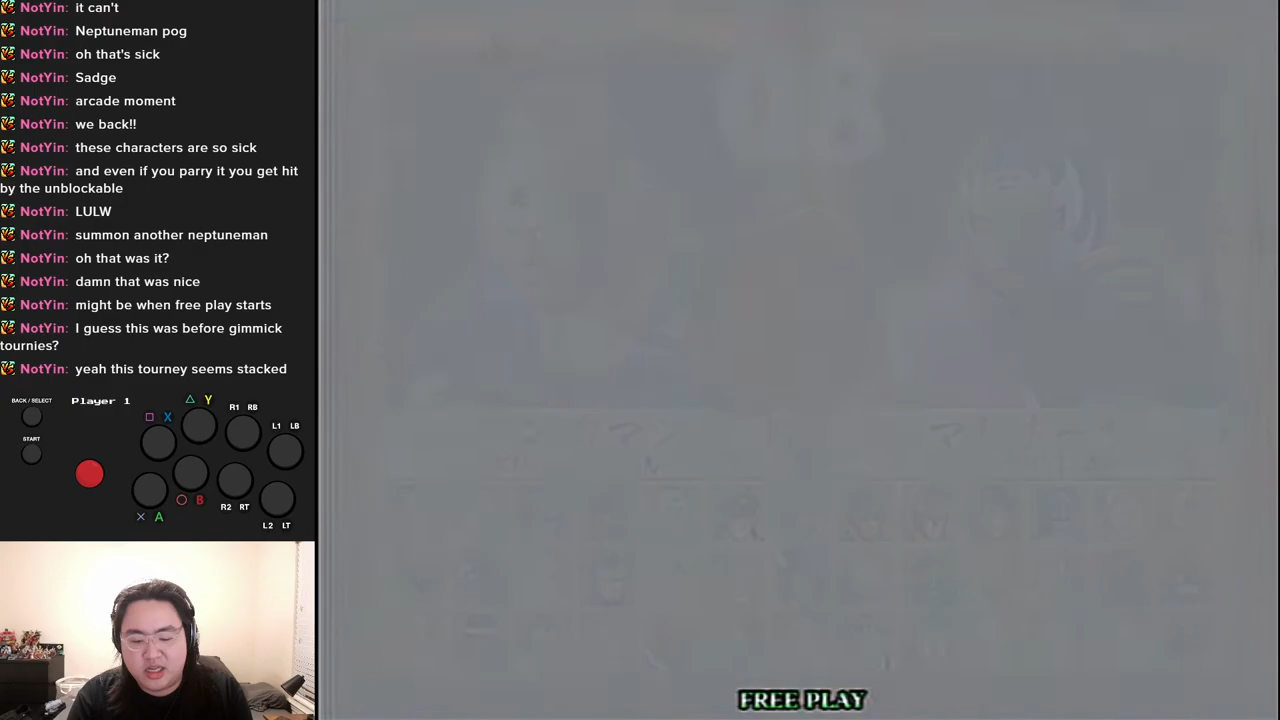 NotYin: it can't
NotYin: Neptuneman pog
NotYin: oh that's sick
NotYin: Sadge
NotYin: arcade moment
NotYin: we back!!
NotYin: these characters are so sick
NotYin: and even if you parry it you get hit
by the unblockable
NotYin: LULW
NotYin: summon another neptuneman
NotYin: oh that was it?
NotYin: damn that was nice
NotYin: might be when free play starts
NotYin: I guess this was before gimmick
tournies?
NotYin: yeah this tourney seems stacked
BACK / SELECT
Player 1
START
X
Y
R1 RB
L1 LB
A
B
R2 RT
L2 LT
FREE PLAY